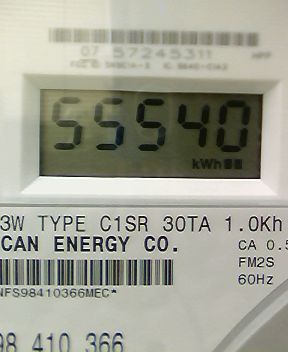 07 57245311
55540
kWh
3W TYPE C1SR 30TA 1.0Kh
CAN ENERGY CO.
CA 0.5
FM2S
60Hz
NFS98410366MEC*
98 410 366